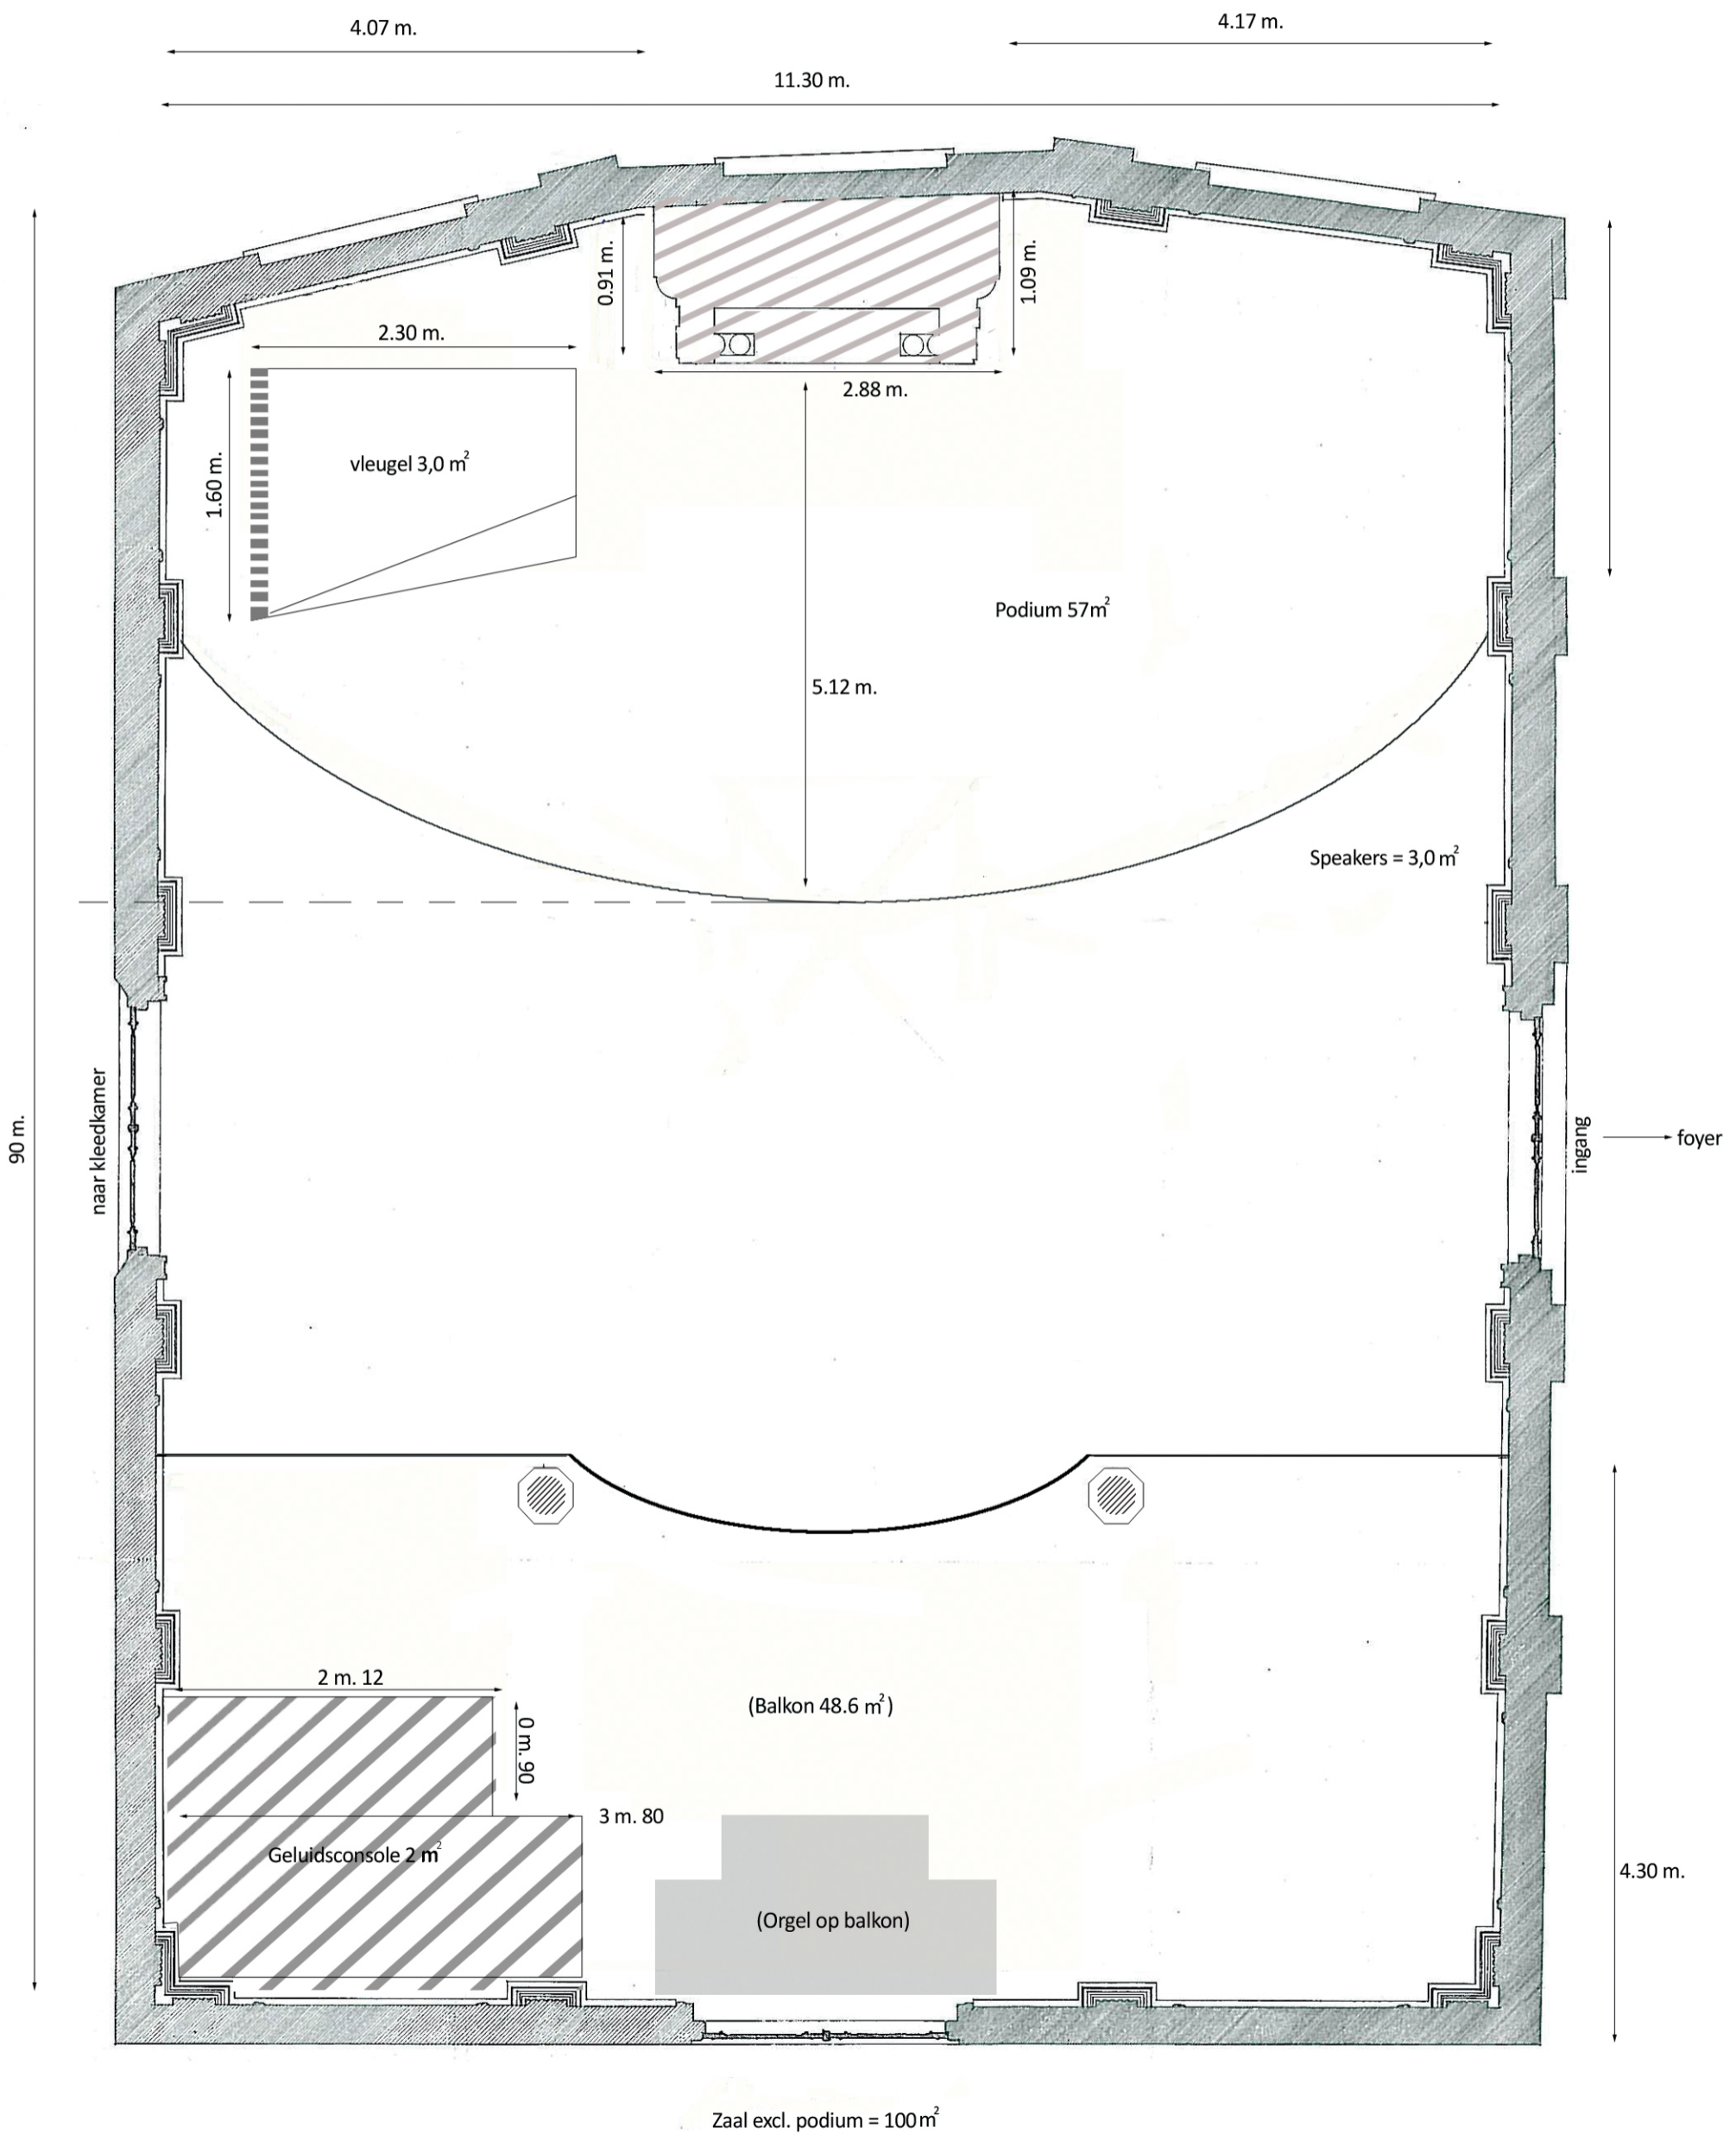 4.07 m.
4.17 m.
11.30 m.
0.91 m.
1.09 m.
2.30 m.
2.88 m.
1.60 m.
vleugel 3,0 m²
Podium 57m²
5.12 m.
Speakers = 3,0 m²
90 m.
naar kleedkamer
ingang
foyer
2 m. 12
0 m. 90
(Balkon 48.6 m²)
3 m. 80
Geluidsconsole 2 m²
4.30 m.
(Orgel op balkon)
Zaal excl. podium = 100m²